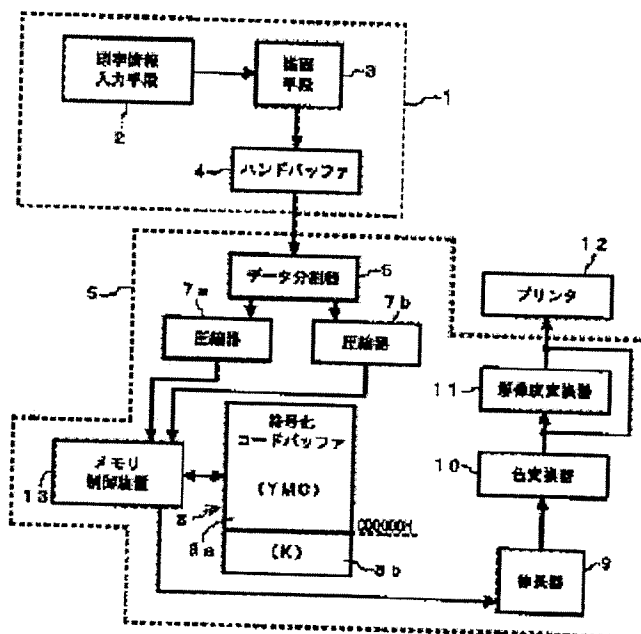 印字情報
入力手段
2
描画
手段
3
1
4
バンドバッファ
5
データ分割器
6
7a
圧縮器
7b
圧縮器
12
プリンタ
11
解像度変換器
10
色変換器
符号化
コードバッファ
(YMC)
メモリ
制御装置
13
8
8a
C00000H
(K)
8b
伸長器
9